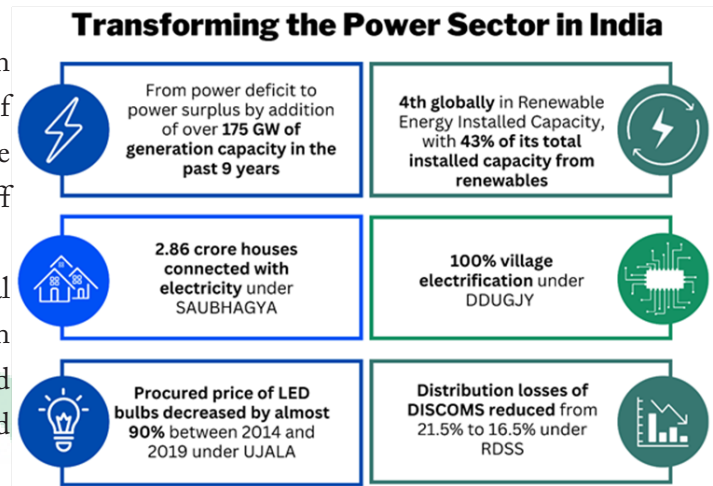 Transforming the Power Sector in India
From power deficit to
power surplus by addition
of over 175 GW of
generation capacity in the
past 9 years
4th globally in Renewable
Energy Installed Capacity,
with 43% of its total
installed capacity from
renewables
2.86 crore houses
connected with
electricity under
SAUBHAGYA
100% village
electrification under
DDUGJY
Procured price of LED
bulbs decreased by almost
90% between 2014 and
2019 under UJALA
Distribution losses of
DISCOMS reduced from
21.5% to 16.5% under
RDSS